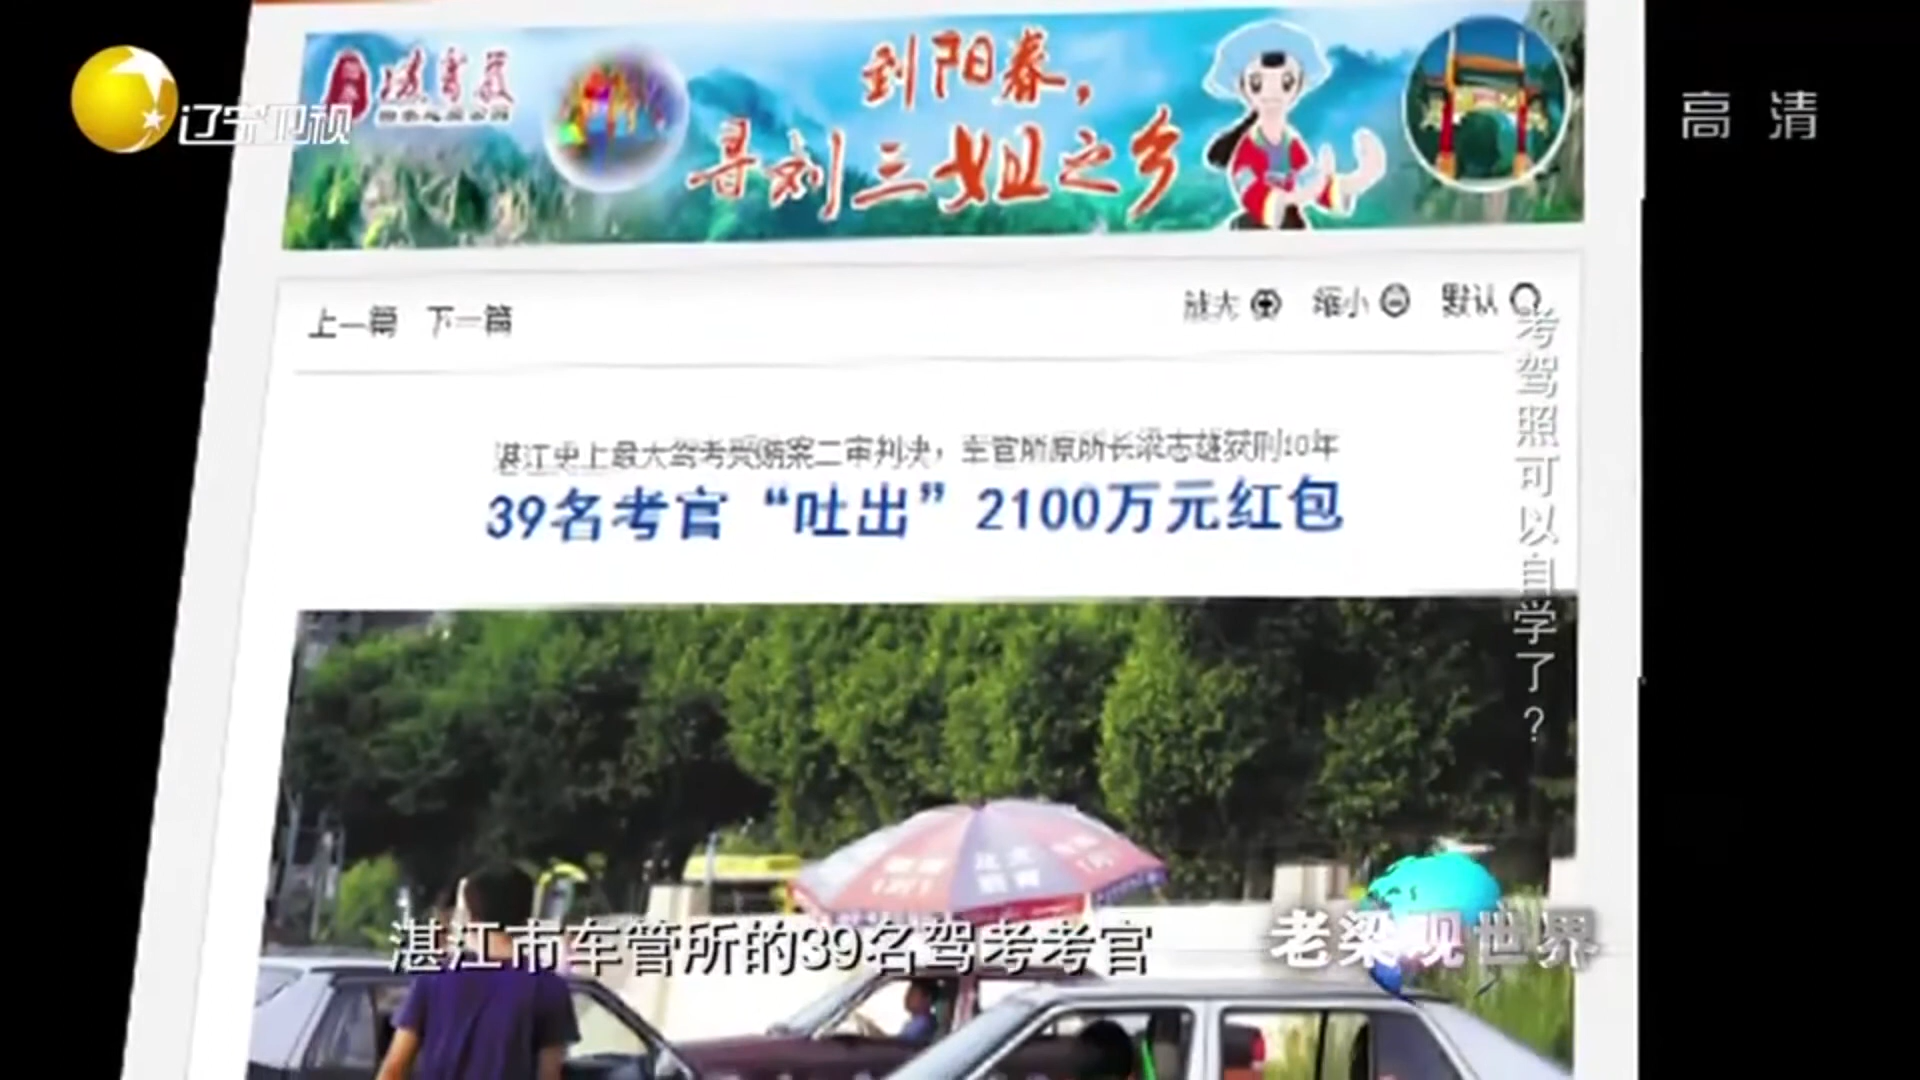 辽宁卫视
高 清
到阳春，
寻刘三姐之乡
上一篇 下一篇
放大 缩小 默认
湛江史上最大驾考受贿案二审判决，车管所原所长梁志雄获刑10年
39名考官“吐出”2100万元红包
考驾照可以自学了？
湛江市车管所的39名驾考考官
老梁观世界